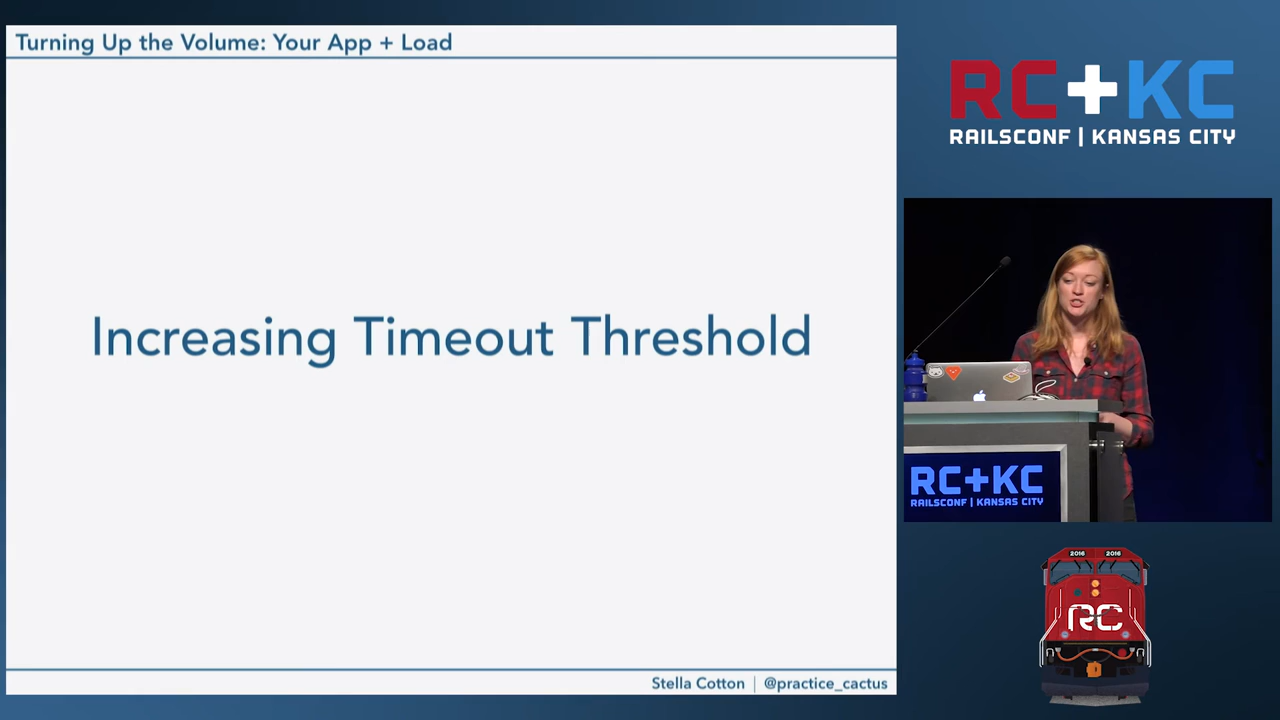 Turning Up the Volume: Your App + Load
Increasing Timeout Threshold
Stella Cotton | @practice_cactus
RC+KC
RAILSCONF | KANSAS CITY
RC+KC
RAILSCONF | KANSAS CITY
2016 2016
RC